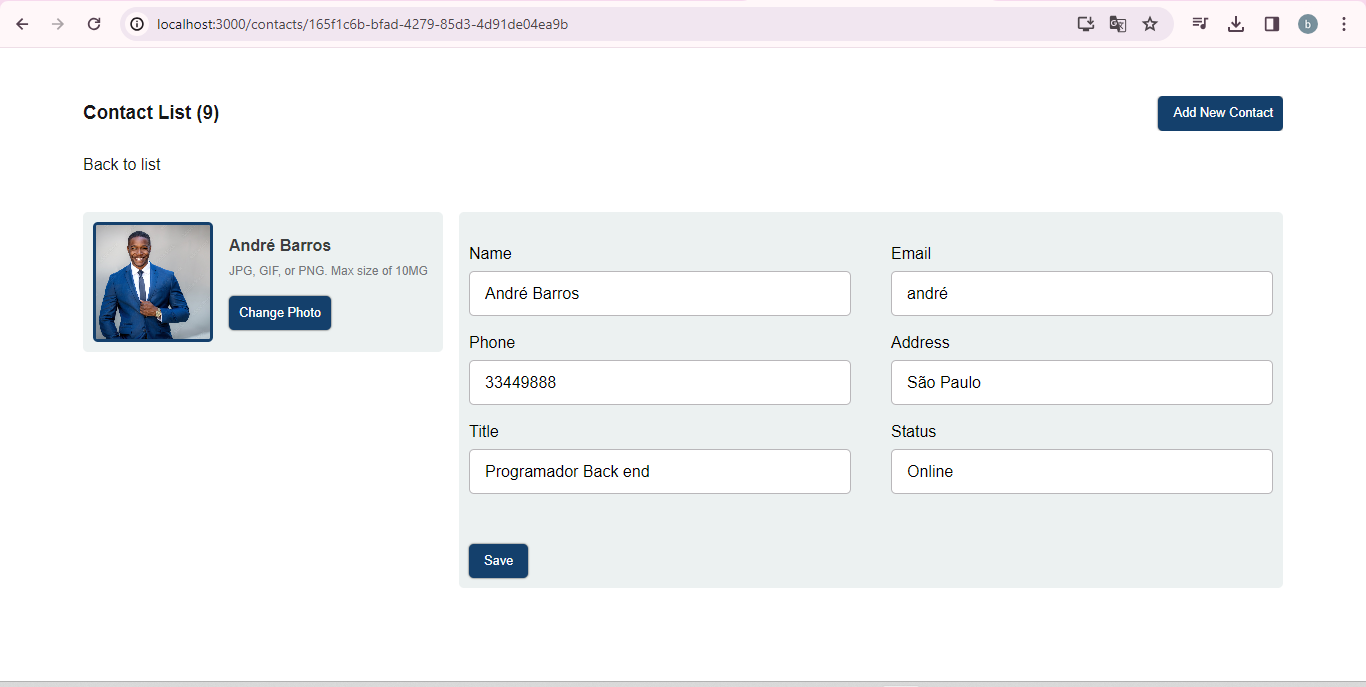 localhost:3000/contacts/165f1c6b-bfad-4279-85d3-4d91de04ea9b
b
Contact List (9)
Add New Contact
Back to list
André Barros
JPG, GIF, or PNG. Max size of 10MG
Change Photo
Name
Email
André Barros
andré
Phone
Address
33449888
São Paulo
Title
Status
Programador Back end
Online
Save